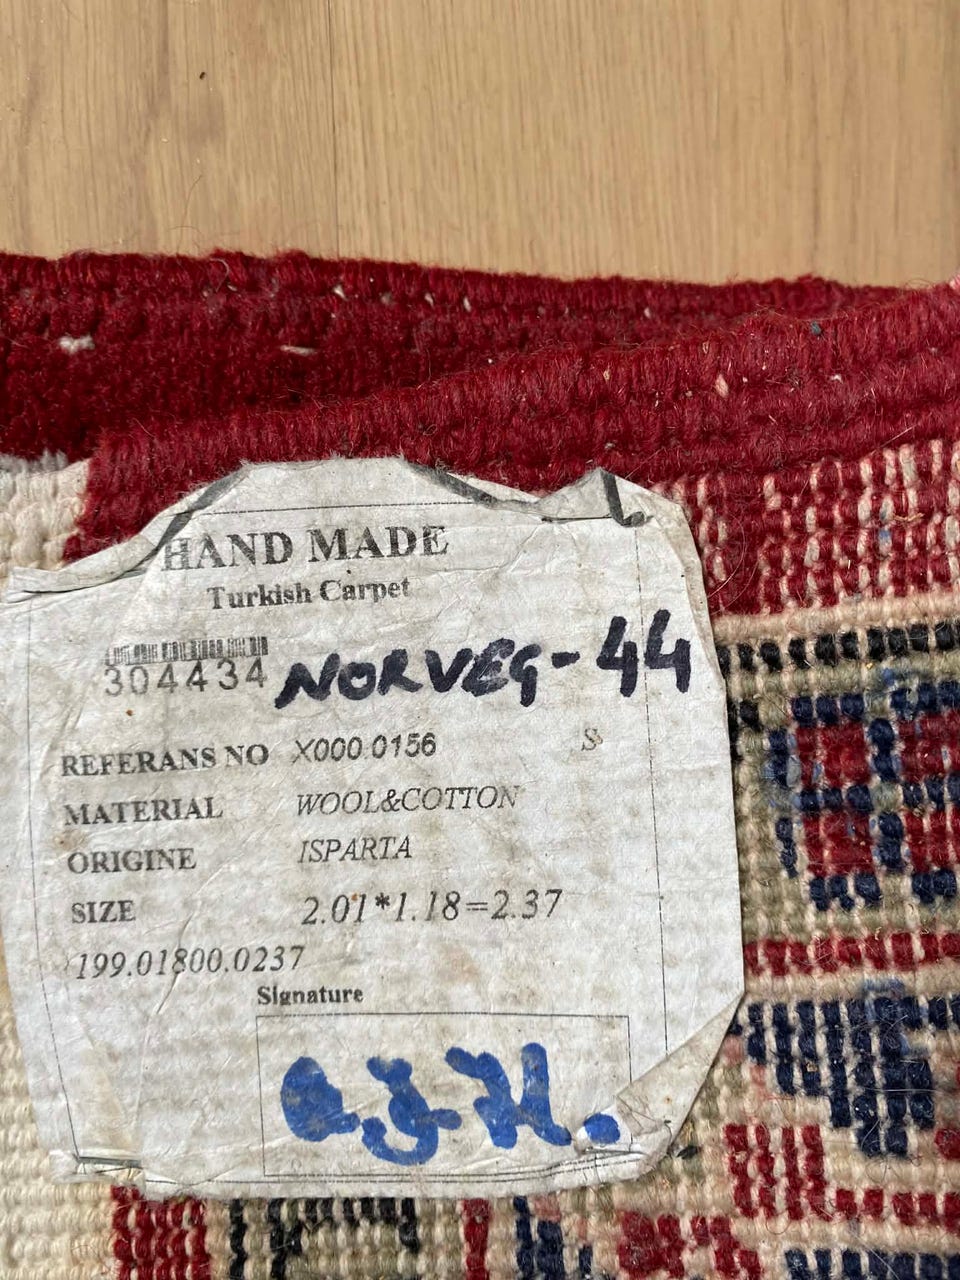 HAND MADE
Turkish Carpet
304434 NORVEG-44
REFERANS NO X000.0156 S
MATERIAL WOOL&COTTON
ORIGINE ISPARTA
SIZE 2.01*1.18=2.37
199.01800.0237
Signature